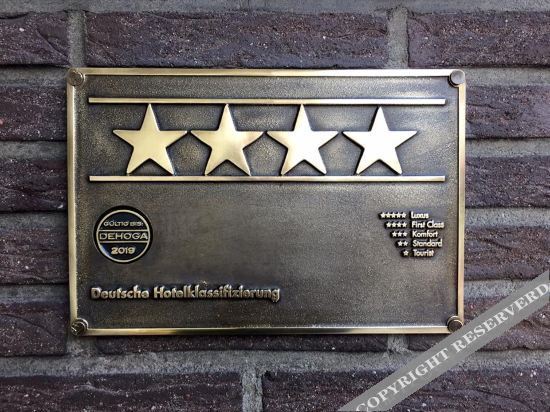 GÜLTIG BIS:
DEHOGA
2019
***** Luxus
**** First Class
*** Komfort
** Standard
* Tourist
Deutsche Hotelklassifizierung
COPYRIGHT RESERVERD